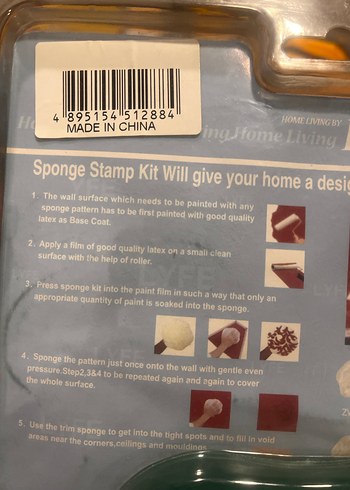 4 895154 512884
MADE IN CHINA
HOME LIVING BY
ing Home Living
Sponge Stamp Kit Will give your home a desig
1. The wall surface which needs to be painted with any
sponge pattern has to be first painted with good quality
latex as Base Coat.
2. Apply a film of good quality latex on a small clean
surface with the help of roller.
3. Press sponge kit into the paint film in such a way that only an
appropriate quantity of paint is soaked into the sponge.
4. Sponge the pattern just once onto the wall with gentle even
pressure.Step2,3&4 to be repeated again and again to cover
the whole surface.
5. Use the trim sponge to get into the tight spots and to fill in void
areas near the corners,ceilings and mouldings